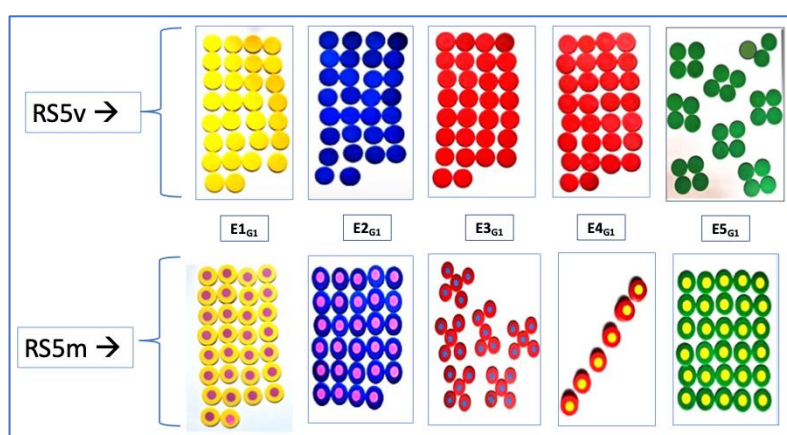 RS5v →
E1G1
E2G1
E3G1
E4G1
E5G1
RS5m →